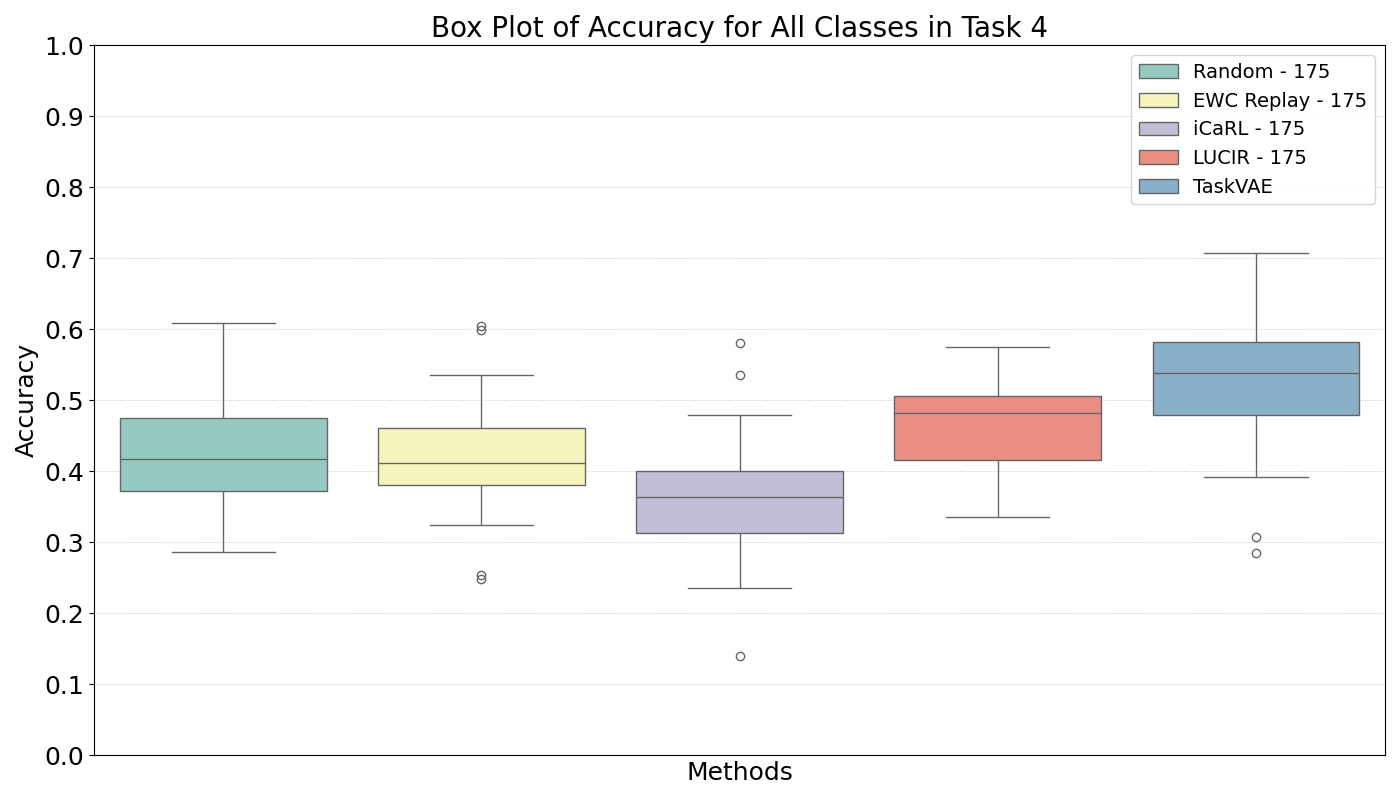 Box Plot of Accuracy for All Classes in Task 4
1.0
0.9
0.8
0.7
0.6
0.5
0.4
0.3
0.2
0.1
0.0
Accuracy
Methods
Random - 175
EWC Replay - 175
iCaRL - 175
LUCIR - 175
TaskVAE